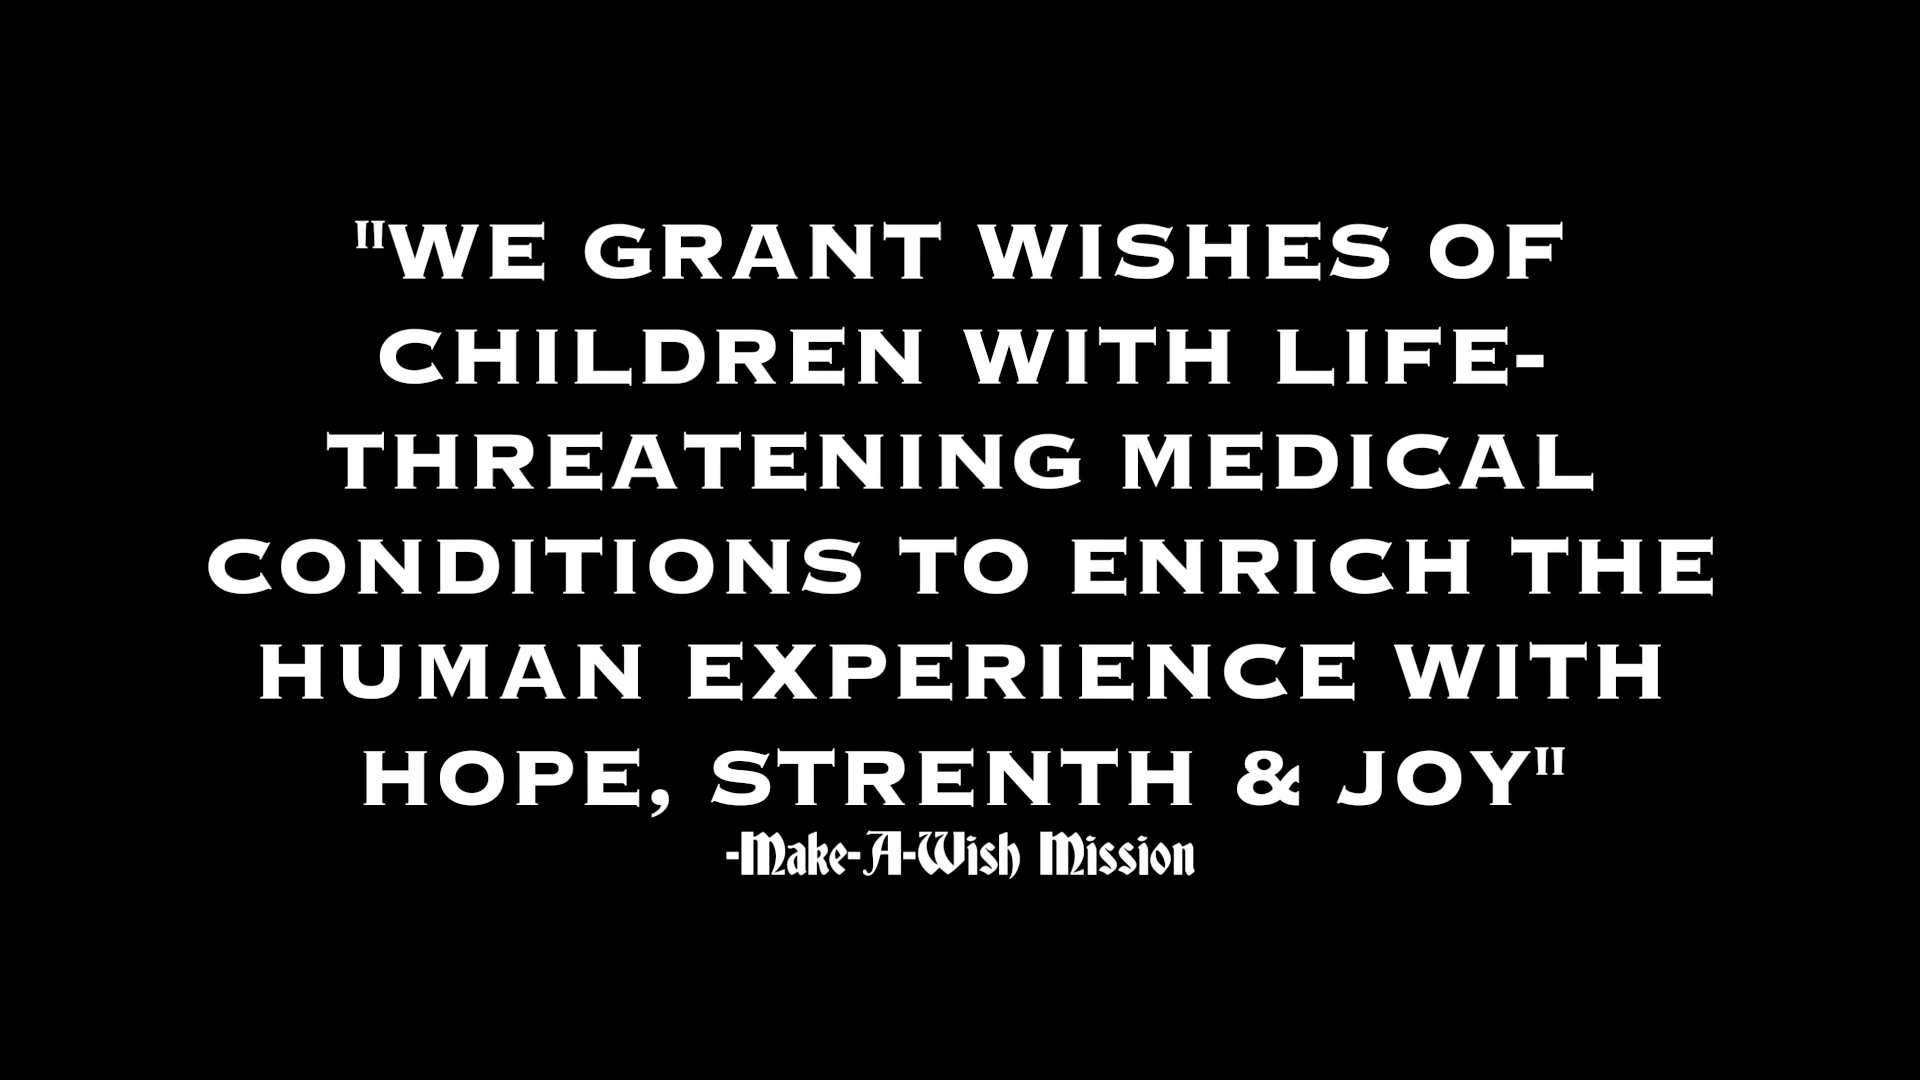 "WE GRANT WISHES OF
CHILDREN WITH LIFE-
THREATENING MEDICAL
CONDITIONS TO ENRICH THE
HUMAN EXPERIENCE WITH
HOPE, STRENTH & JOY"
-Make-A-Wish Mission